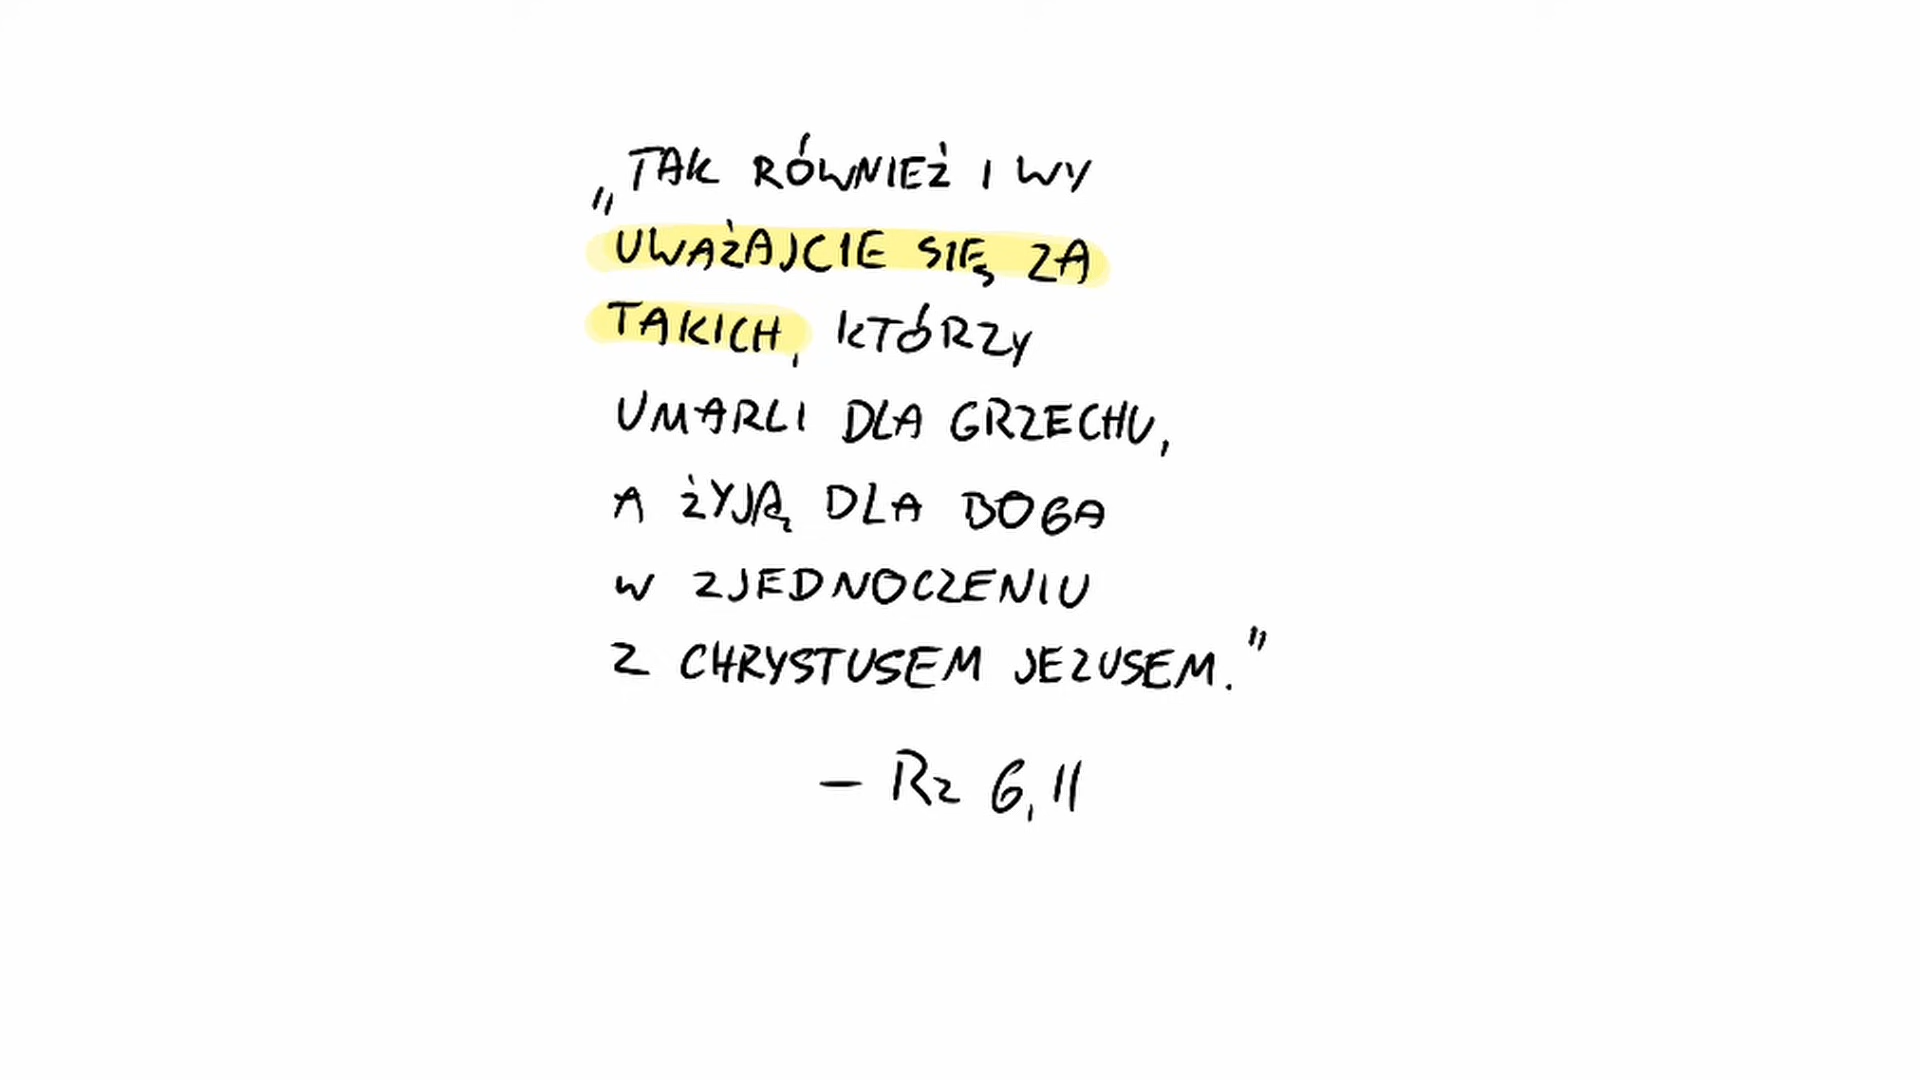 „TAK RÓWNIEŻ I WY
UWAŻAJCIE SIĘ ZA
TAKICH, KTÓRZY
UMARLI DLA GRZECHU,
A ŻYJĄ DLA BOGA
W ZJEDNOCZENIU
Z CHRYSTUSEM JEZUSEM."
— Rz 6,11